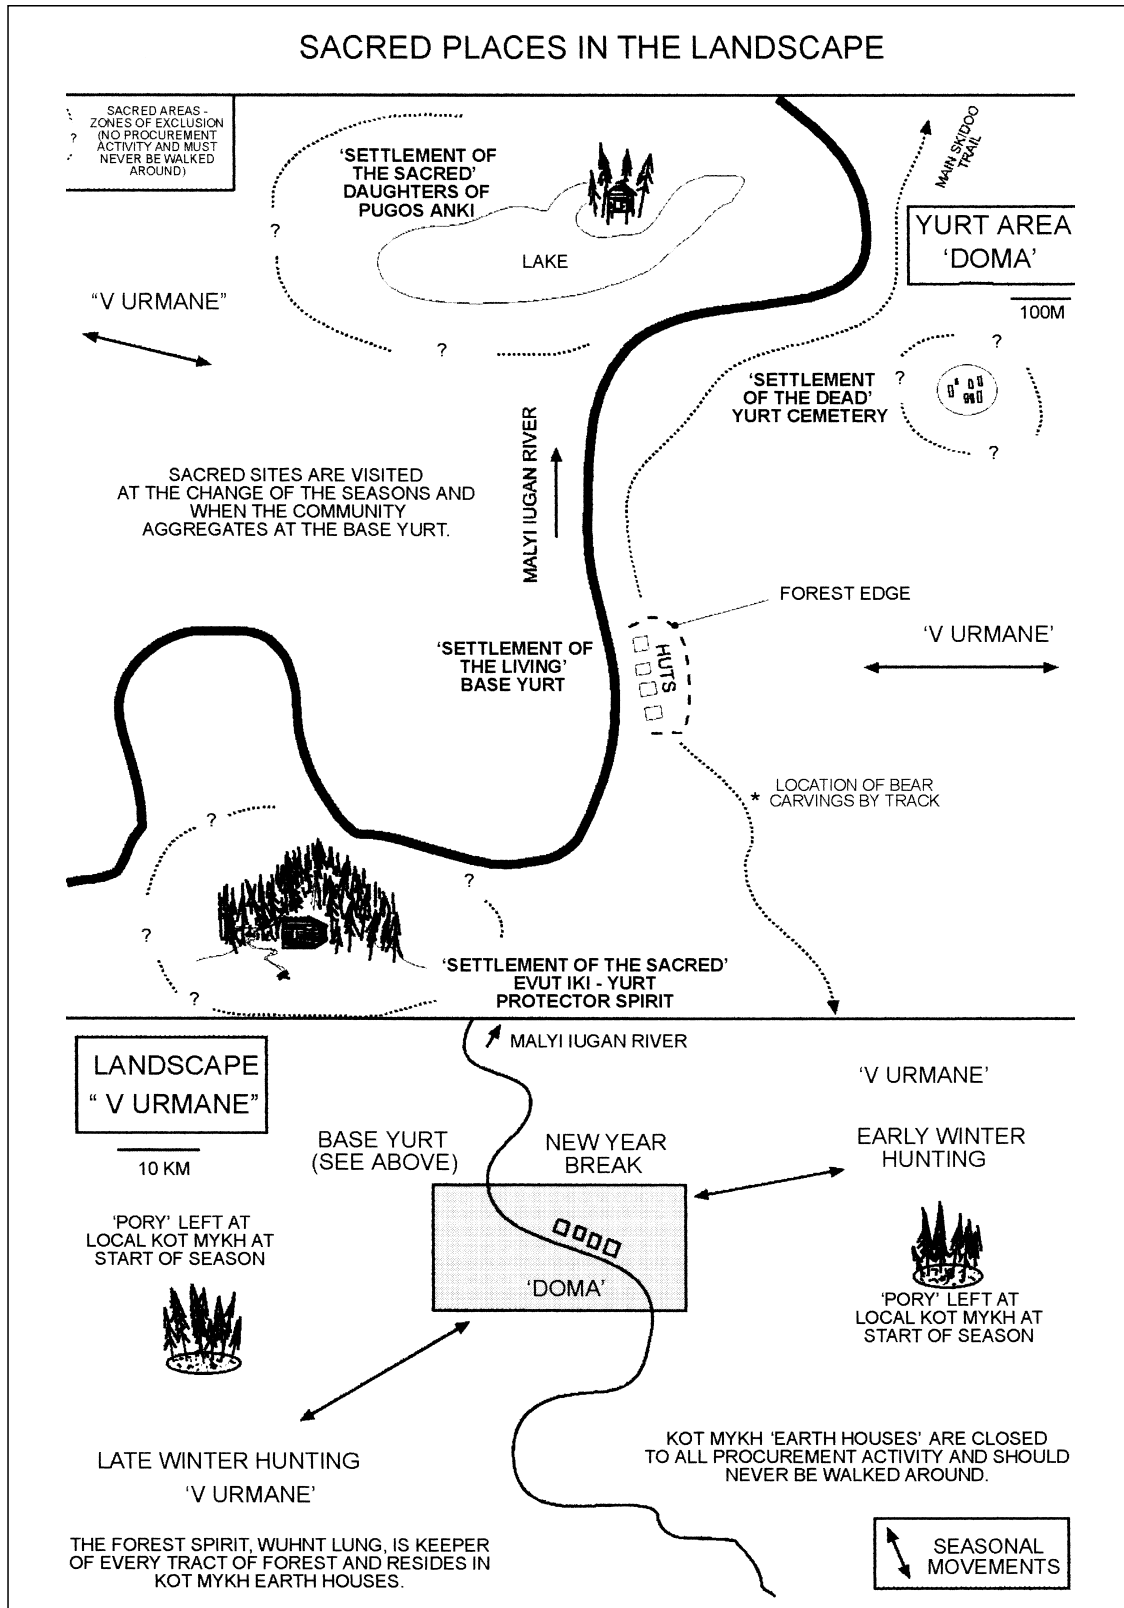 SACRED PLACES IN THE LANDSCAPE
SACRED AREAS -
ZONES OF EXCLUSION
(NO PROCUREMENT
ACTIVITY AND MUST
NEVER BE WALKED
AROUND)
?
'SETTLEMENT OF
THE SACRED'
DAUGHTERS OF
PUGOS ANKI
MAIN SKIDOO
TRAIL
YURT AREA
'DOMA'
?
LAKE
"V URMANE"
100M
?
?
'SETTLEMENT
OF THE DEAD'
YURT CEMETERY
?
?
MALYI IUGAN RIVER
SACRED SITES ARE VISITED
AT THE CHANGE OF THE SEASONS AND
WHEN THE COMMUNITY
AGGREGATES AT THE BASE YURT.
FOREST EDGE
'V URMANE'
'SETTLEMENT OF
THE LIVING'
BASE YURT
HUTS
* LOCATION OF BEAR
CARVINGS BY TRACK
?
?
?
?
'SETTLEMENT OF THE SACRED'
EVUT IKI - YURT
PROTECTOR SPIRIT
MALYI IUGAN RIVER
LANDSCAPE
" V URMANE"
'V URMANE'
10 KM
BASE YURT
(SEE ABOVE)
NEW YEAR
BREAK
EARLY WINTER
HUNTING
'PORY' LEFT AT
LOCAL KOT MYKH AT
START OF SEASON
'DOMA'
'PORY' LEFT AT
LOCAL KOT MYKH AT
START OF SEASON
LATE WINTER HUNTING
'V URMANE'
KOT MYKH 'EARTH HOUSES' ARE CLOSED
TO ALL PROCUREMENT ACTIVITY AND SHOULD
NEVER BE WALKED AROUND.
THE FOREST SPIRIT, WUHNT LUNG, IS KEEPER
OF EVERY TRACT OF FOREST AND RESIDES IN
KOT MYKH EARTH HOUSES.
SEASONAL
MOVEMENTS